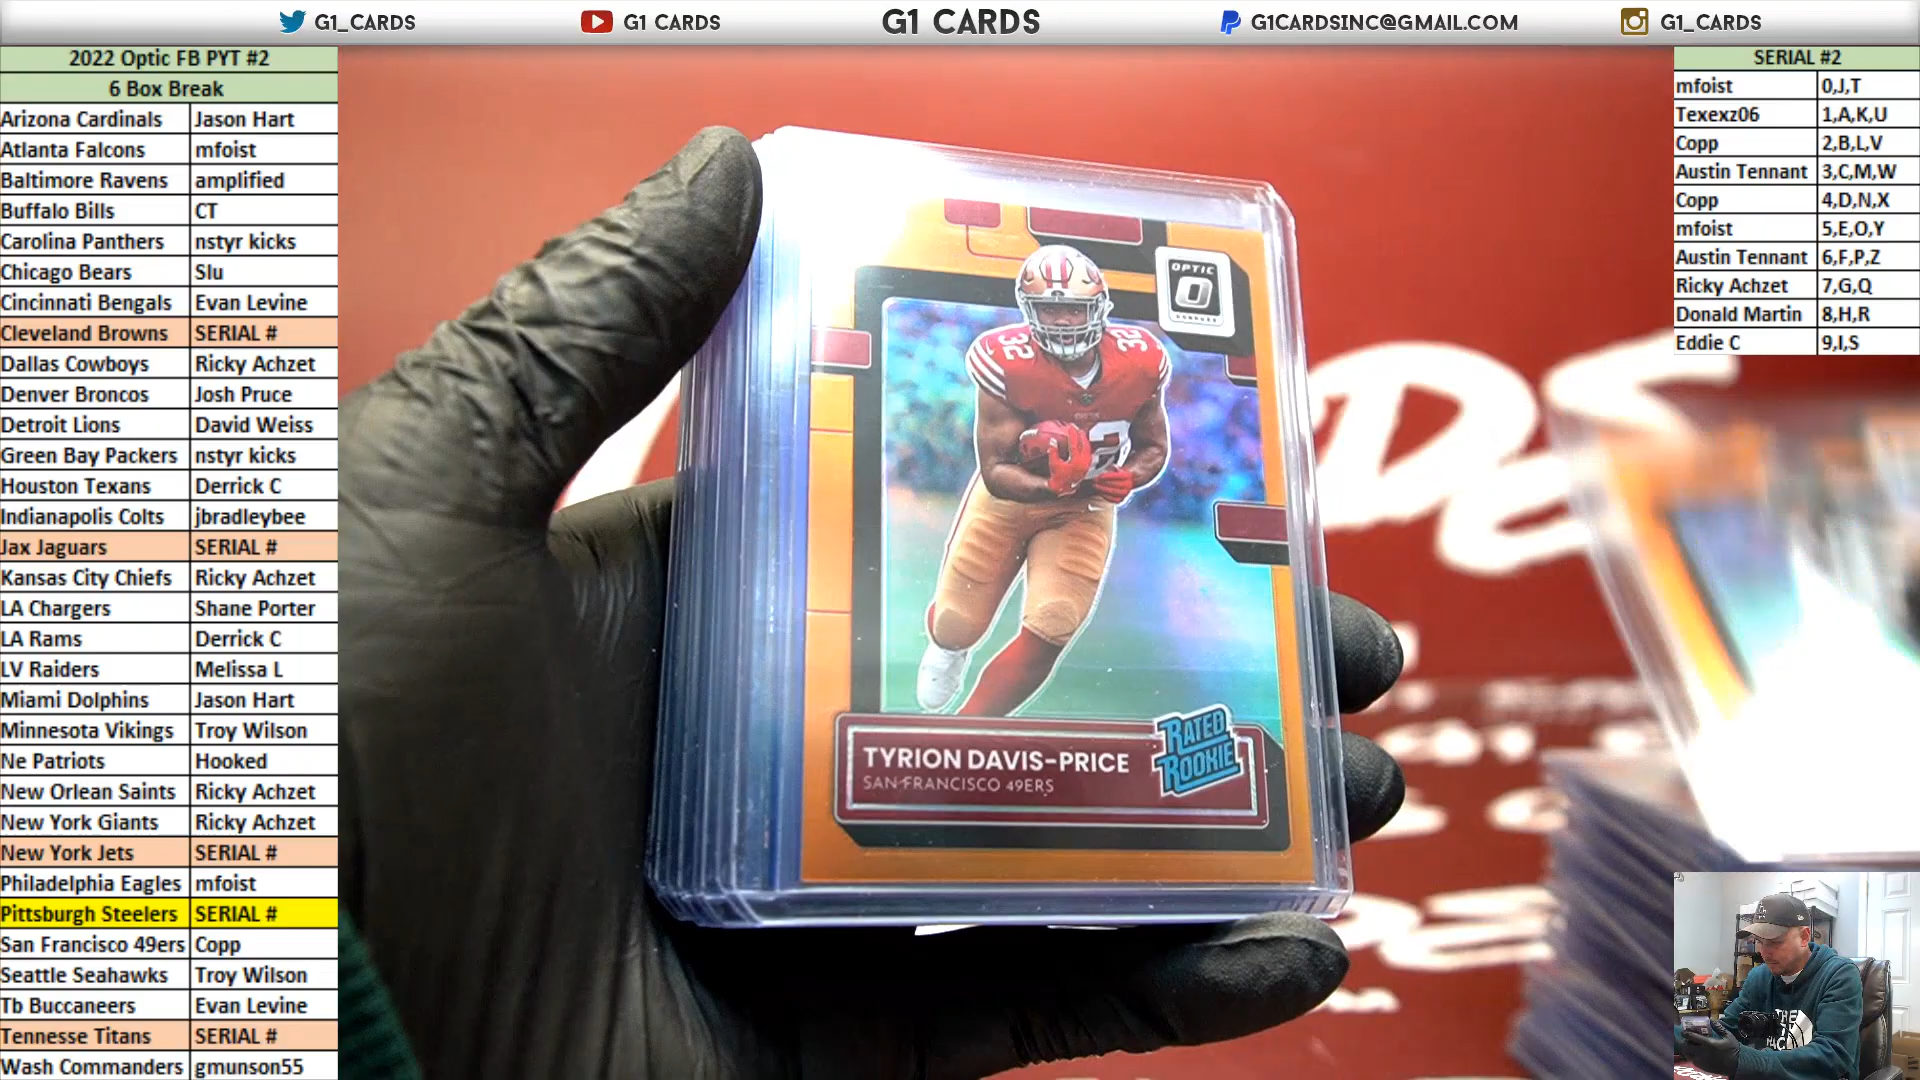 G1_CARDS
G1 CARDS
G1 CARDS
G1CARDSINC@GMAIL.COM
G1_CARDS
2022 Optic FB PYT #2
6 Box Break
Arizona Cardinals Jason Hart
Atlanta Falcons mfoist
Baltimore Ravens amplified
Buffalo Bills CT
Carolina Panthers nstyr kicks
Chicago Bears Slu
Cincinnati Bengals Evan Levine
Cleveland Browns SERIAL #
Dallas Cowboys Ricky Achzet
Denver Broncos Josh Pruce
Detroit Lions David Weiss
Green Bay Packers nstyr kicks
Houston Texans Derrick C
Indianapolis Colts jbradleybee
Jax Jaguars SERIAL #
Kansas City Chiefs Ricky Achzet
LA Chargers Shane Porter
LA Rams Derrick C
LV Raiders Melissa L
Miami Dolphins Jason Hart
Minnesota Vikings Troy Wilson
Ne Patriots Hooked
New Orlean Saints Ricky Achzet
New York Giants Ricky Achzet
New York Jets SERIAL #
Philadelphia Eagles mfoist
Pittsburgh Steelers SERIAL #
San Francisco 49ers Copp
Seattle Seahawks Troy Wilson
Tb Buccaneers Evan Levine
Tennesse Titans SERIAL #
Wash Commanders gmunson55
OPTIC
32
32
32
TYRION DAVIS-PRICE
SAN FRANCISCO 49ERS
RATED
ROOKIE
SERIAL #2
mfoist 0,J,T
Texexz06 1,A,K,U
Copp 2,B,L,V
Austin Tennant 3,C,M,W
Copp 4,D,N,X
mfoist 5,E,O,Y
Austin Tennant 6,F,P,Z
Ricky Achzet 7,G,Q
Donald Martin 8,H,R
Eddie C 9,I,S